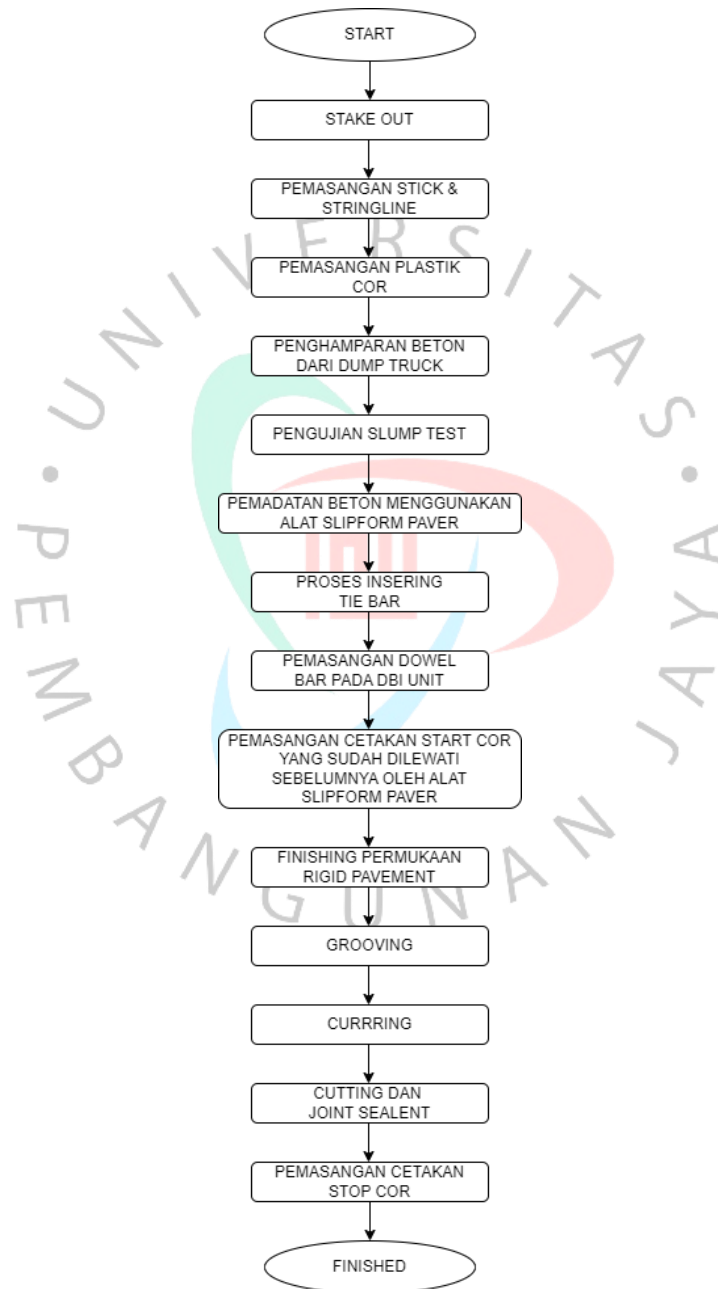 START
STAKE OUT
PEMASANGAN STICK &
STRINGLINE
PEMASANGAN PLASTIK
COR
PENGHAMPARAN BETON
DARI DUMP TRUCK
PENGUJIAN SLUMP TEST
PEMADATAN BETON MENGGUNAKAN
ALAT SLIPFORM PAVER
PROSES INSERING
TIE BAR
PEMASANGAN DOWEL
BAR PADA DBI UNIT
PEMASANGAN CETAKAN START COR
YANG SUDAH DILEWATI
SEBELUMNYA OLEH ALAT
SLIPFORM PAVER
FINISHING PERMUKAAN
RIGID PAVEMENT
GROOVING
CURRRING
CUTTING DAN
JOINT SEALENT
PEMASANGAN CETAKAN
STOP COR
FINISHED
UNIVERSITAS
• PEMBANGUNAN JAYA •